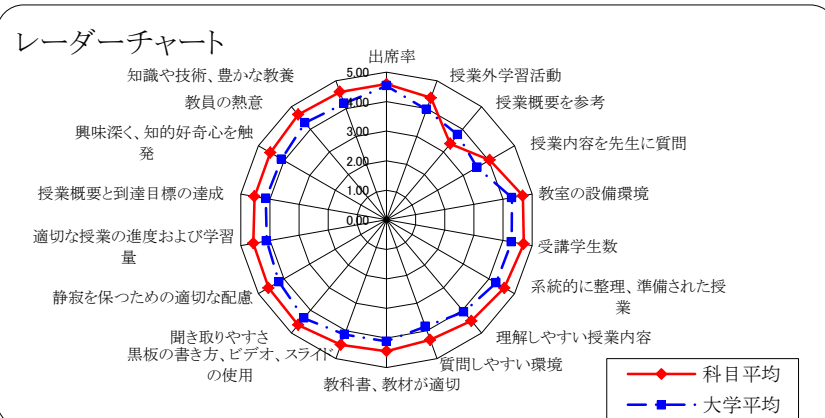 レーダーチャート
出席率
授業外学習活動
授業概要を参考
授業内容を先生に質問
教室の設備環境
受講学生数
系統的に整理、準備された授
業
理解しやすい授業内容
質問しやすい環境
教科書、教材が適切
黒板の書き方、ビデオ、スライド
の使用
聞き取りやすさ
静寂を保つための適切な配慮
適切な授業の進度および学習
量
授業概要と到達目標の達成
興味深く、知的好奇心を触
発
教員の熱意
知識や技術、豊かな教養
5.00
4.00
3.00
2.00
1.00
0.00
科目平均
大学平均